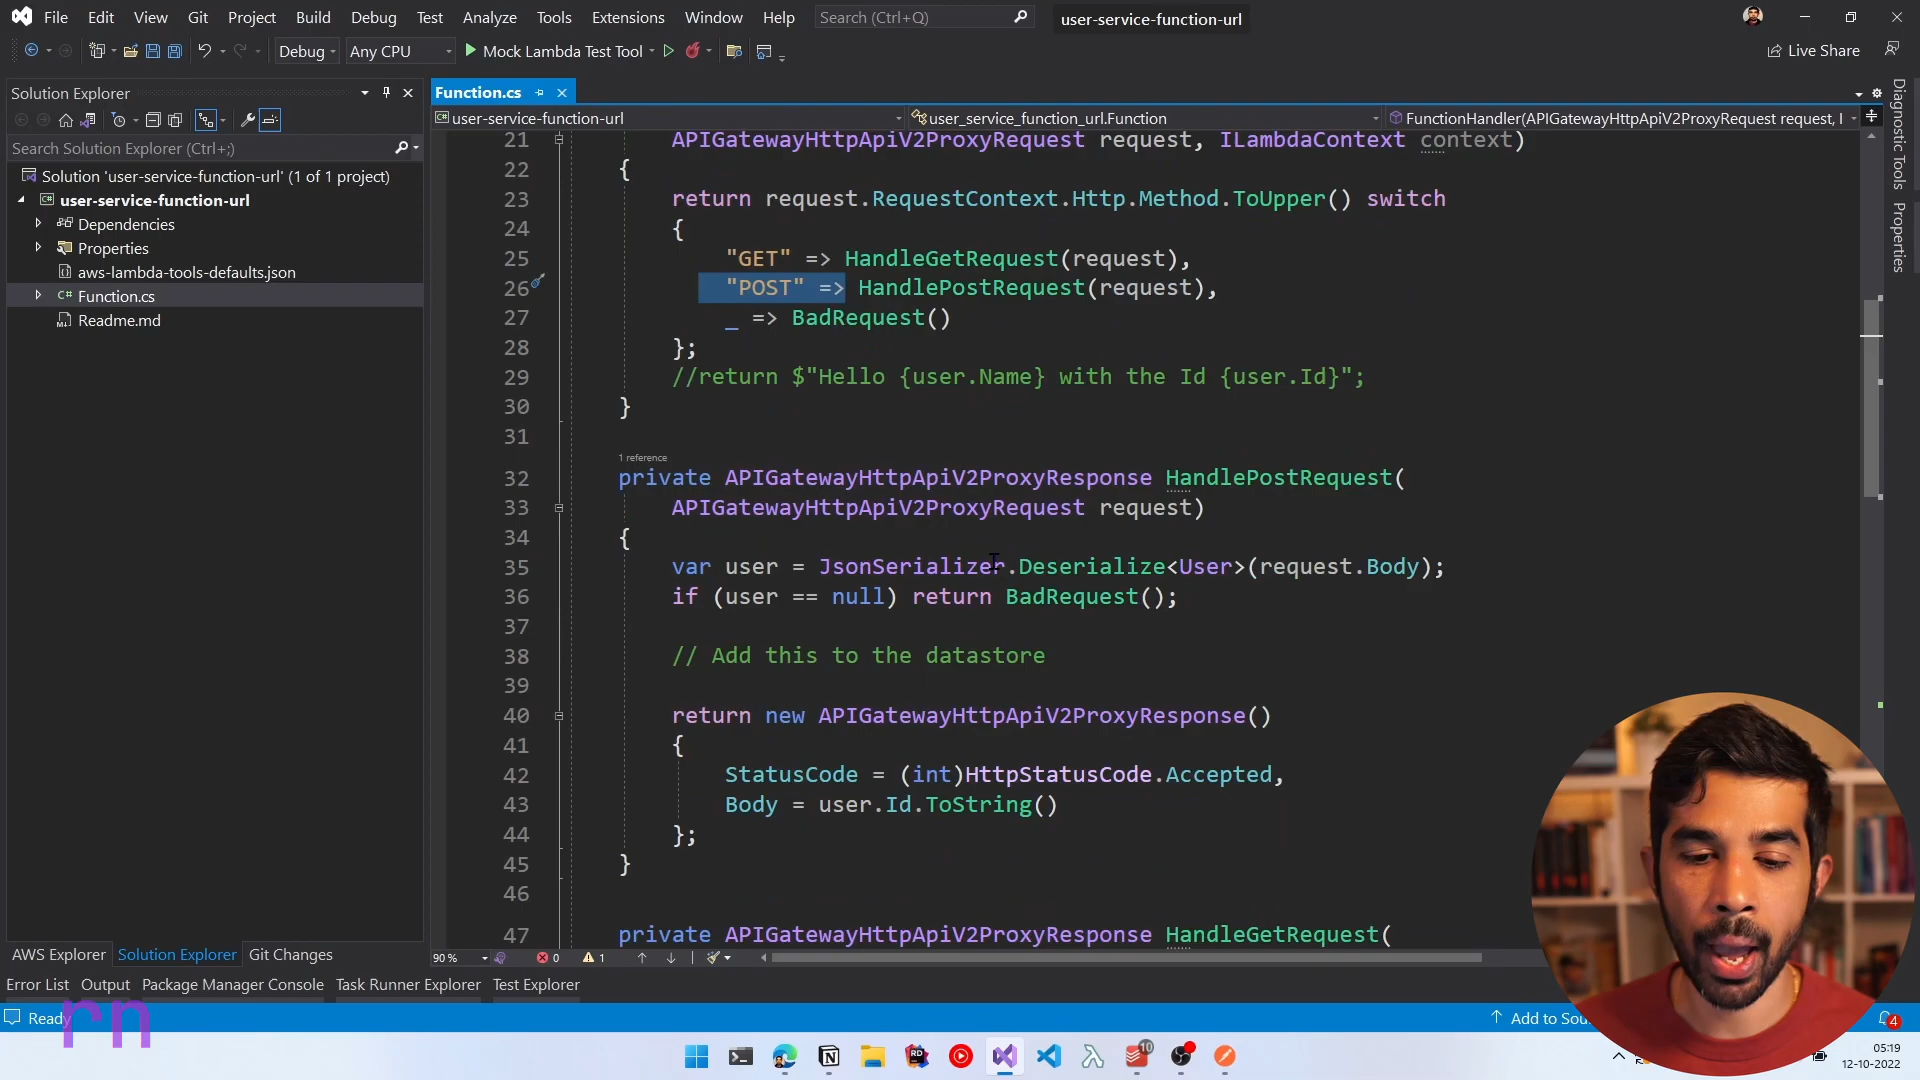 File Edit View Git Project Build Debug Test Analyze Tools Extensions Window Help Search (Ctrl+Q) user-service-function-url
Debug Any CPU Mock Lambda Test Tool Live Share
Solution Explorer
Search Solution Explorer (Ctrl+;)
Solution 'user-service-function-url' (1 of 1 project)
user-service-function-url
Dependencies
Properties
aws-lambda-tools-defaults.json
C# Function.cs
Readme.md
Function.cs
user-service-function-url user_service_function_url.Function FunctionHandler(APIGatewayHttpApiV2ProxyRequest request, I
21 APIGatewayHttpApiV2ProxyRequest request, ILambdaContext context)
22 {
23 return request.RequestContext.Http.Method.ToUpper() switch
24 {
25 "GET" => HandleGetRequest(request),
26 "POST" => HandlePostRequest(request),
27 _ => BadRequest()
28 };
29 //return $"Hello {user.Name} with the Id {user.Id}";
30 }
31
1 reference
32 private APIGatewayHttpApiV2ProxyResponse HandlePostRequest(
33 APIGatewayHttpApiV2ProxyRequest request)
34 {
35 var user = JsonSerializer.Deserialize<User>(request.Body);
36 if (user == null) return BadRequest();
37
38 // Add this to the datastore
39
40 return new APIGatewayHttpApiV2ProxyResponse()
41 {
42 StatusCode = (int)HttpStatusCode.Accepted,
43 Body = user.Id.ToString()
44 };
45 }
46
47 private APIGatewayHttpApiV2ProxyResponse HandleGetRequest(
Diagnostic Tools
Properties
AWS Explorer Solution Explorer Git Changes
90 % 0 1
Error List Output Package Manager Console Task Runner Explorer Test Explorer
Ready Add to Sou 4
rn
RD 10
05:19
12-10-2022